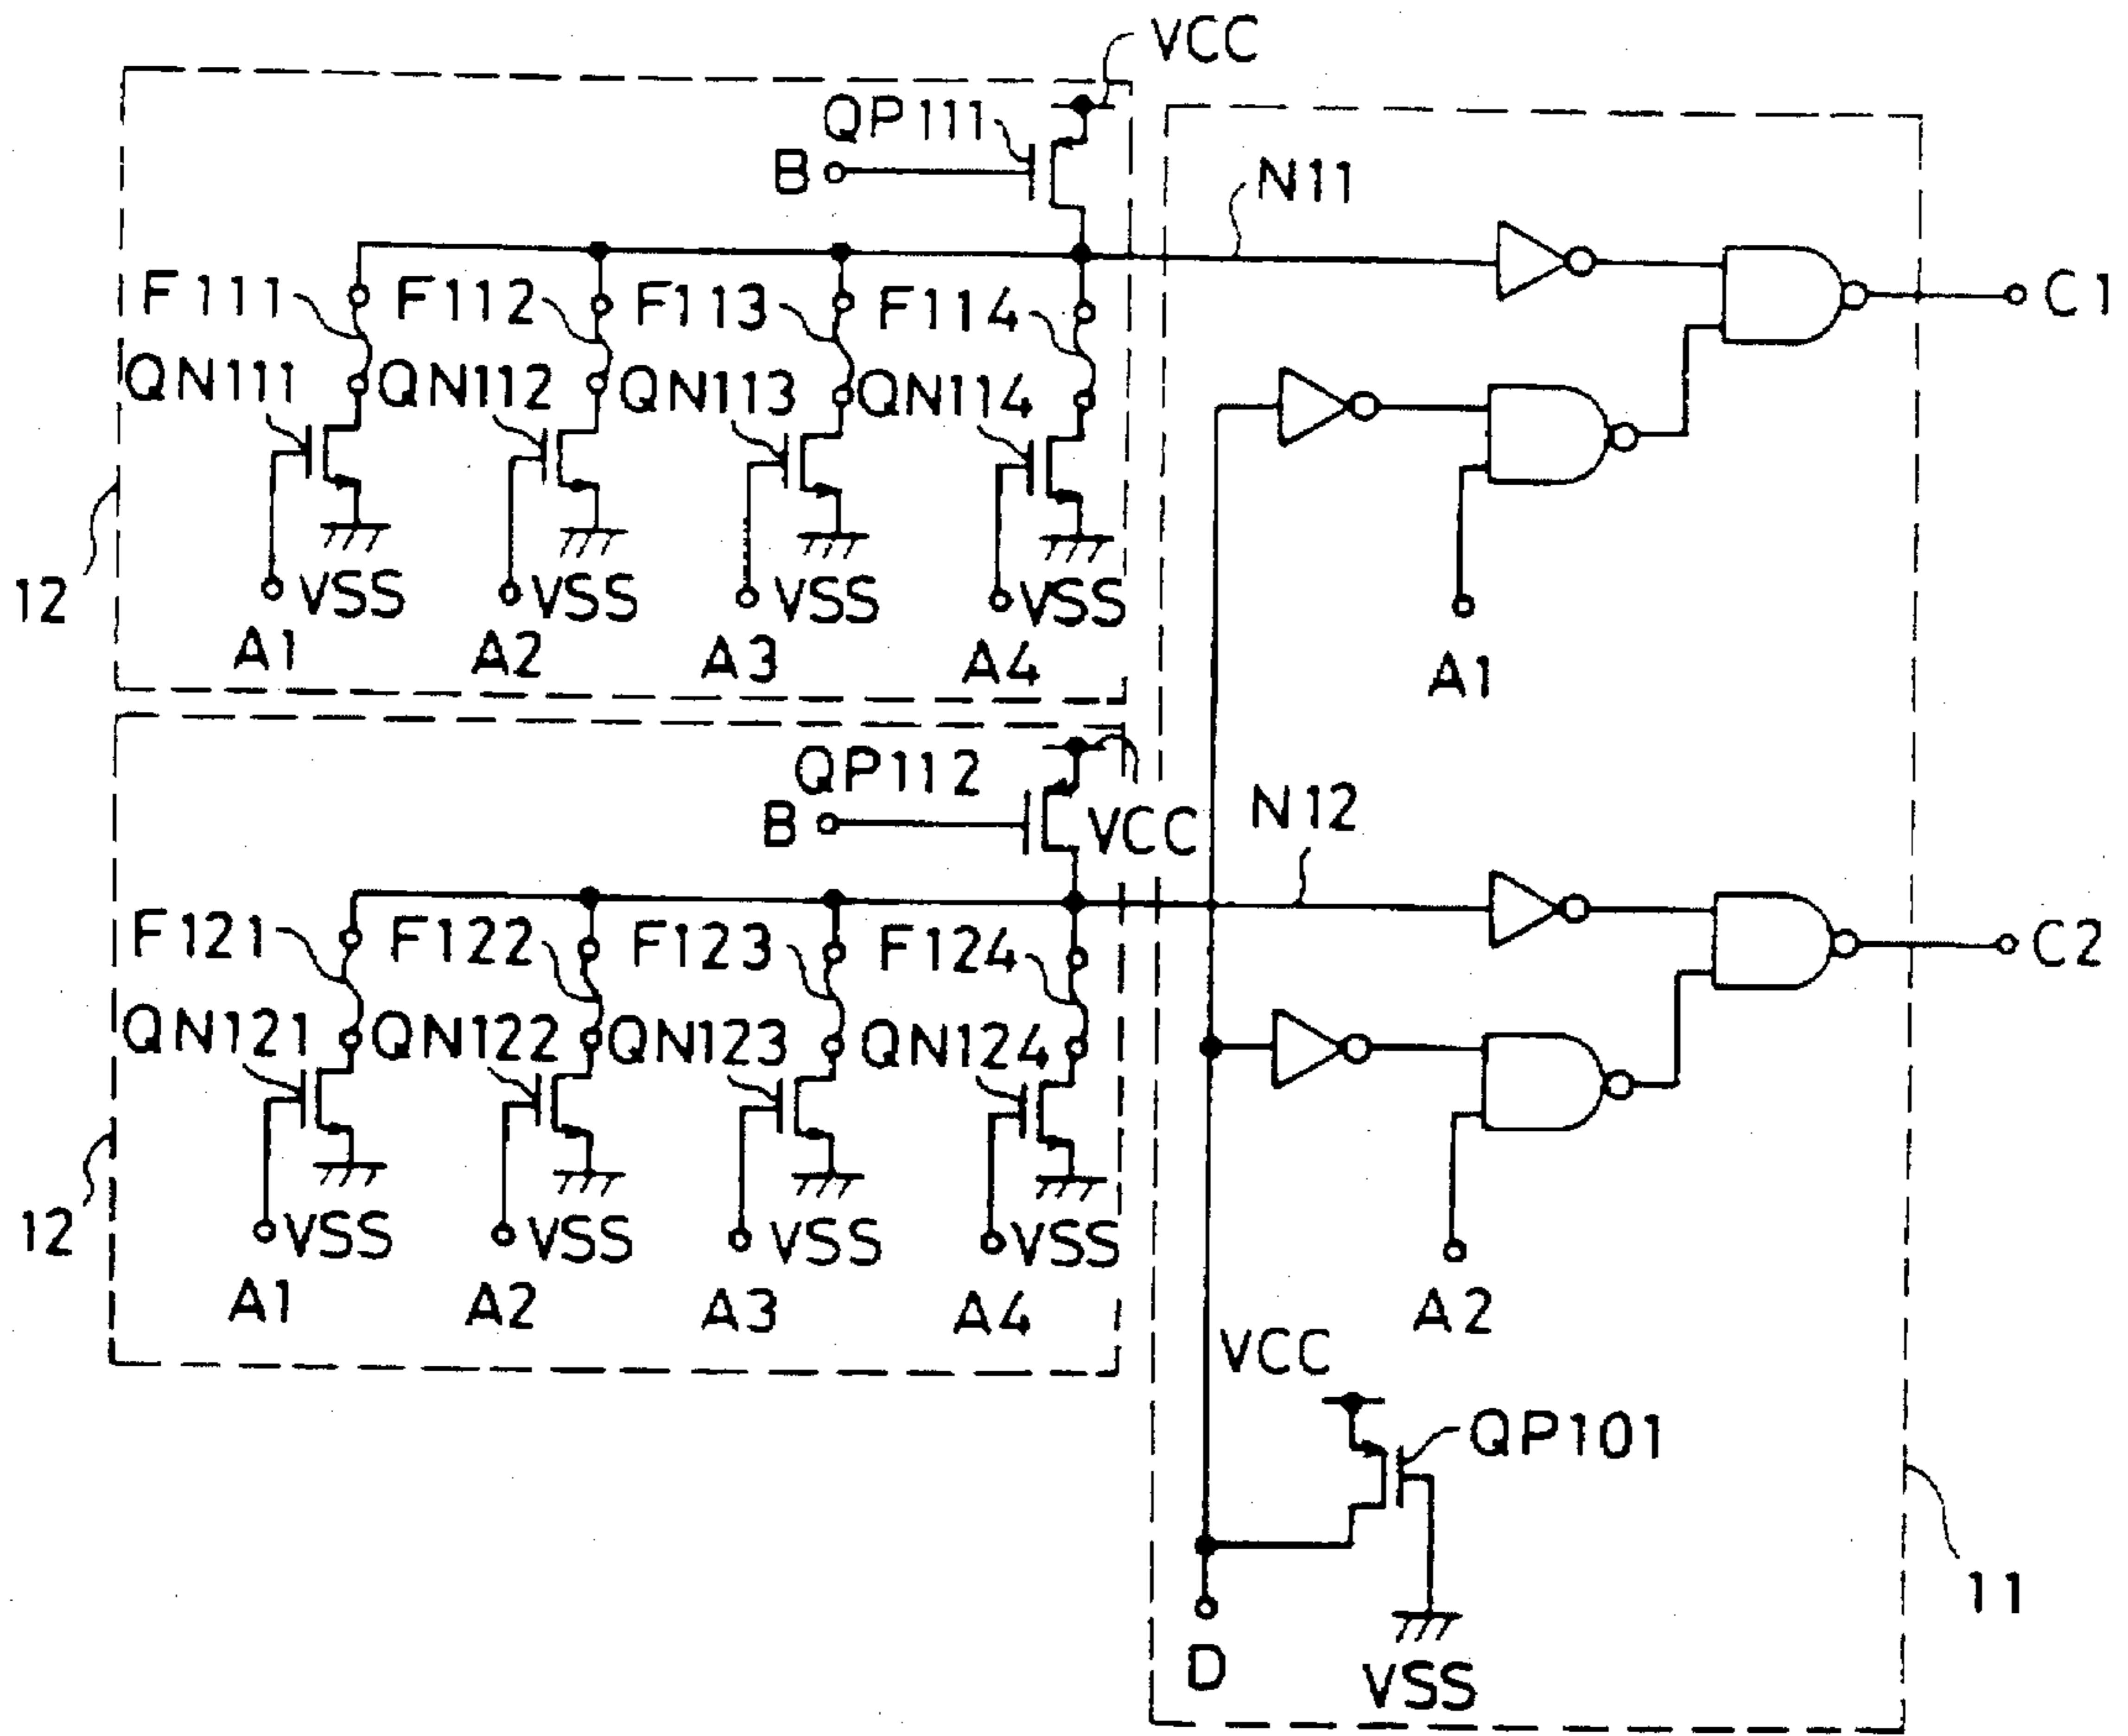 VCC
QP111
B
N11
F111
F112
F113
F114
C1
QN111
QN112
QN113
QN114
12
VSS
VSS
VSS
VSS
A1
A2
A3
A4
A1
QP112
B
VCC
N12
F121
F122
F123
F124
C2
QN121
QN122
QN123
QN124
12
VSS
VSS
VSS
VSS
A1
A2
A3
A4
A2
VCC
QP101
11
D
VSS